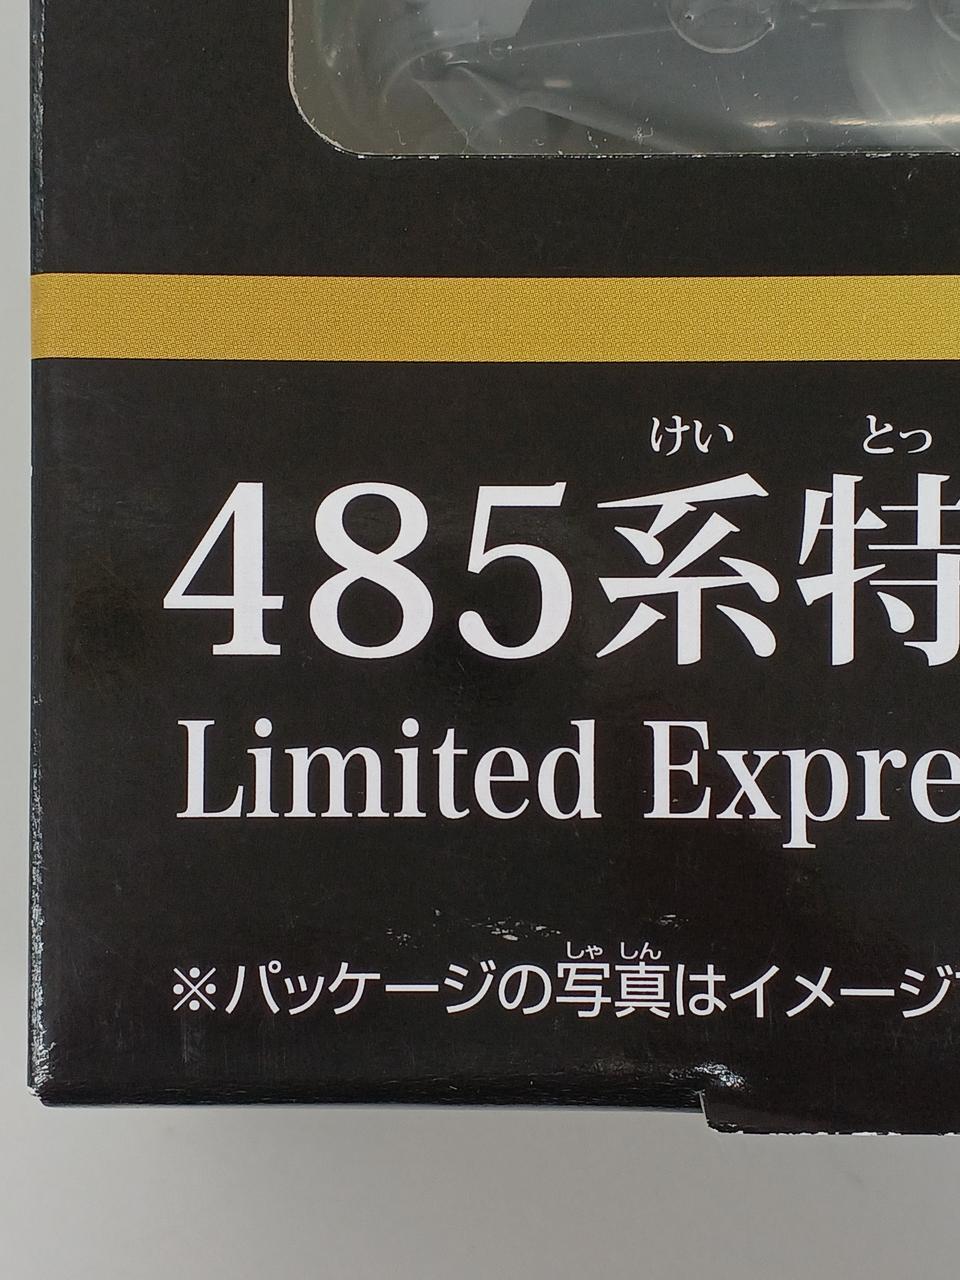 けい とっ
485系特
Limited Expre
しゃ しん
※パッケージの写真はイメージ